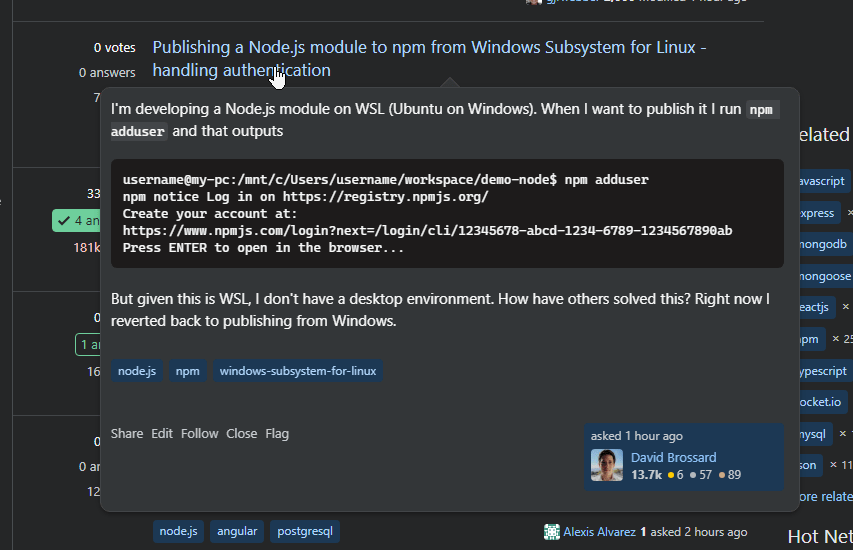 0 votes
Publishing a Node.js module to npm from Windows Subsystem for Linux -
0 answers
handling authentication
I'm developing a Node.js module on WSL (Ubuntu on Windows). When I want to publish it I run npm
adduser and that outputs
username@my-pc:/mnt/c/Users/username/workspace/demo-node$ npm adduser
npm notice Log in on https://registry.npmjs.org/
Create your account at:
https://www.npmjs.com/login?next=/login/cli/12345678-abcd-1234-6789-1234567890ab
Press ENTER to open in the browser...
But given this is WSL, I don't have a desktop environment. How have others solved this? Right now I
reverted back to publishing from Windows.
node.js npm windows-subsystem-for-linux
Share Edit Follow Close Flag
asked 1 hour ago
David Brossard
13.7k 6 57 89
33
4 an
181k
0
1 an
16
0
0 an
12
elated
avascript
express ×
mongodb
mongoose
eactjs ×
npm × 25
ypescript
ocket.io
mysql ×
son × 11
ore relate
Hot Net
node.js angular postgresql
Alexis Alvarez 1 asked 2 hours ago